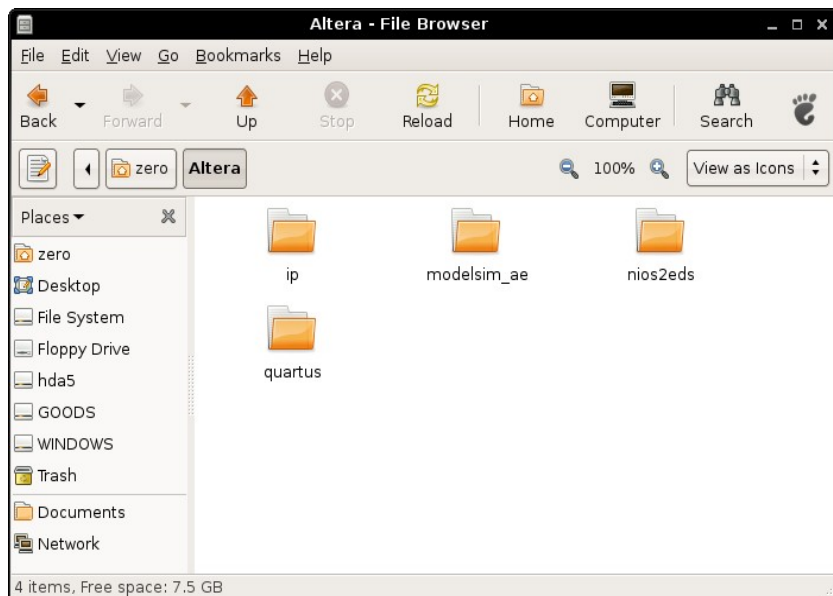 Altera - File Browser
File Edit View Go Bookmarks Help
Back Forward Up Stop Reload Home Computer Search
zero Altera 100% View as Icons
Places
zero
Desktop
File System
Floppy Drive
hda5
GOODS
WINDOWS
Trash
Documents
Network
ip modelsim_ae nios2eds
quartus
4 items, Free space: 7.5 GB